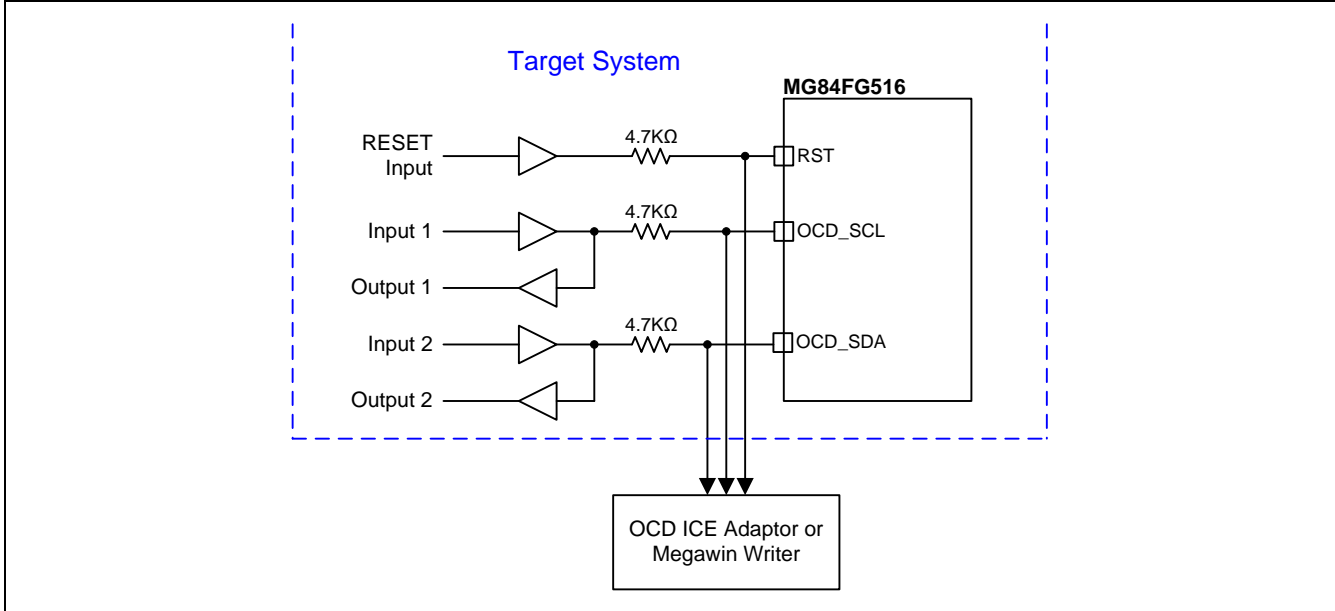 Target System
MG84FG516
RESET
Input
4.7KΩ
RST
Input 1
4.7KΩ
OCD_SCL
Output 1
Input 2
4.7KΩ
OCD_SDA
Output 2
OCD ICE Adaptor or
Megawin Writer